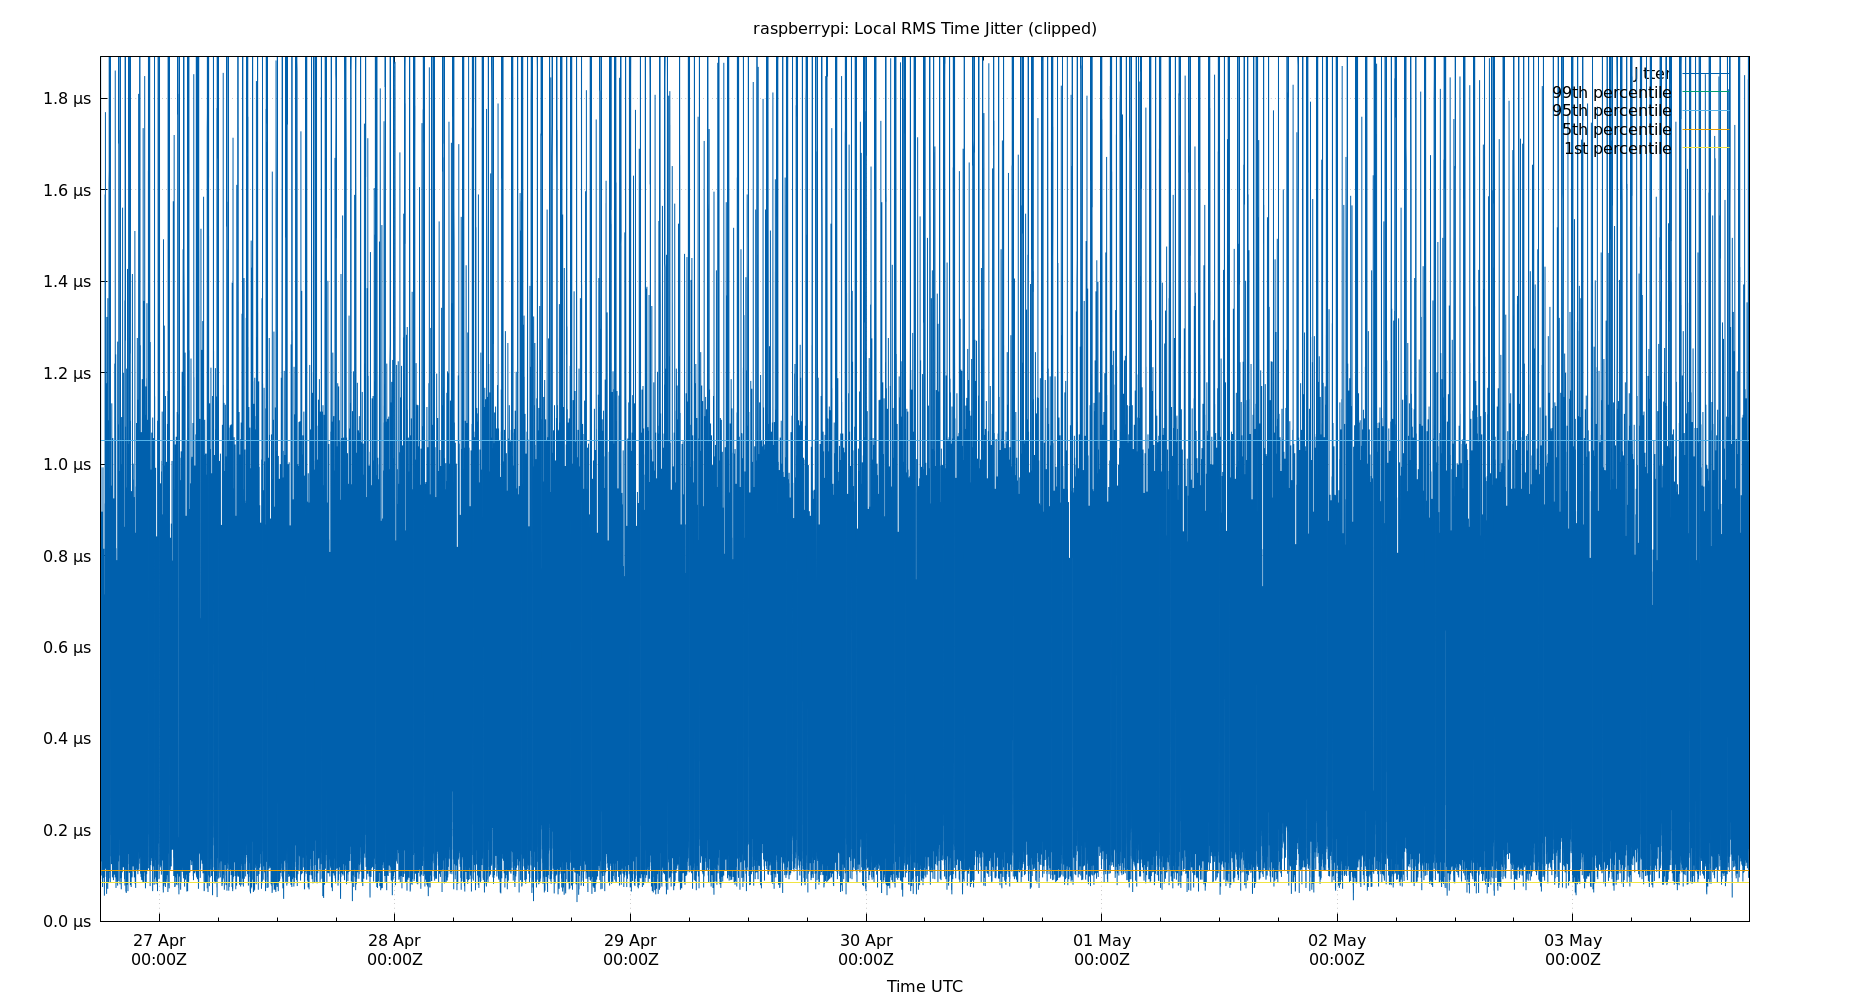 raspberrypi: Local RMS Time Jitter (clipped)
Jitter
99th percentile
95th percentile
5th percentile
1st percentile
1.8 µs
1.6 µs
1.4 µs
1.2 µs
1.0 µs
0.8 µs
0.6 µs
0.4 µs
0.2 µs
0.0 µs
27 Apr 28 Apr 29 Apr 30 Apr 01 May 02 May 03 May
00:00Z 00:00Z 00:00Z 00:00Z 00:00Z 00:00Z 00:00Z
Time UTC